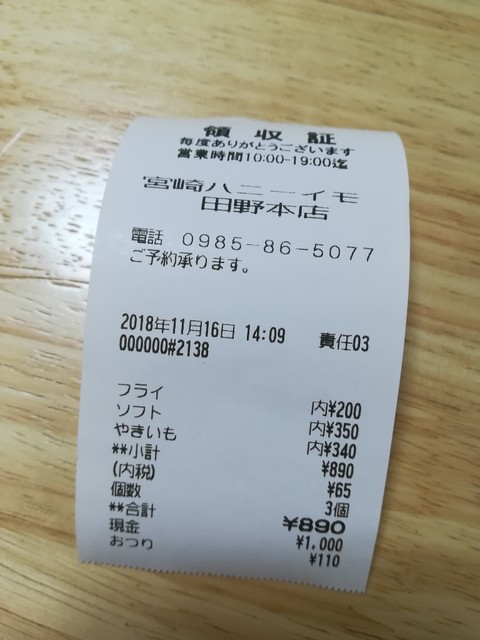 領収証
毎度ありがとうございます
営業時間10:00-19:00迄
宮崎ハニーイモ
田野本店
電話 0985-86-5077
ご予約承ります。
2018年11月16日 14:09 責任03
000000#2138
フライ 内¥200
ソフト 内¥350
やきいも 内¥340
**小計 ¥890
(内税) ¥65
個数 3個
**合計 ¥890
現金 ¥1,000
おつり ¥110